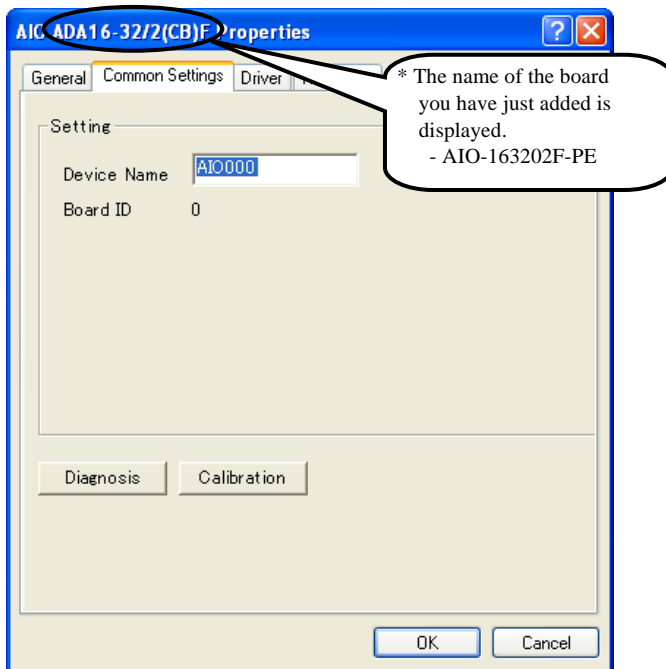 AIO ADA16-32/2(CB)F Properties
* The name of the board
you have just added is
displayed.
- AIO-163202F-PE
General Common Settings Driver
Setting
Device Name AIO000
Board ID 0
Diagnosis Calibration
OK Cancel